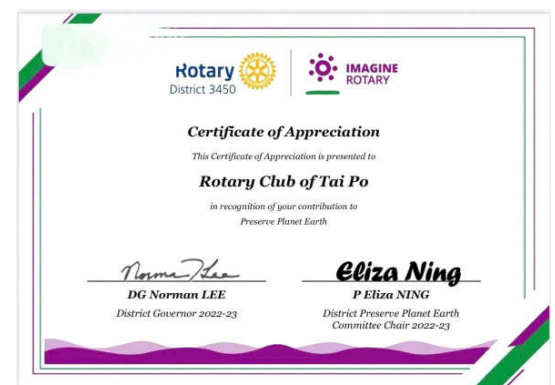 Rotary
District 3450
IMAGINE
ROTARY
Certificate of Appreciation
This Certificate of Appreciation is presented to
Rotary Club of Tai Po
in recognition of your contribution to
Preserve Planet Earth
Norman Lee
Eliza Ning
DG Norman LEE
P Eliza NING
District Governor 2022-23
District Preserve Planet Earth
Committee Chair 2022-23